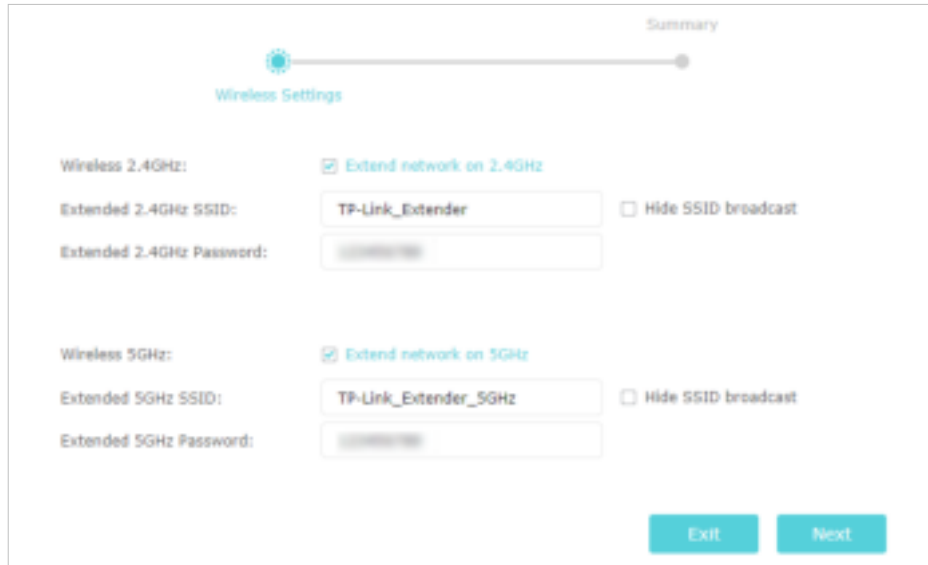 Summary
Wireless Settings
Wireless 2.4GHz: Extend network on 2.4GHz
Extended 2.4GHz SSID: TP-Link_Extender Hide SSID broadcast
Extended 2.4GHz Password:
Wireless 5GHz: Extend network on 5GHz
Extended 5GHz SSID: TP-Link_Extender_5GHz Hide SSID broadcast
Extended 5GHz Password:
Exit Next